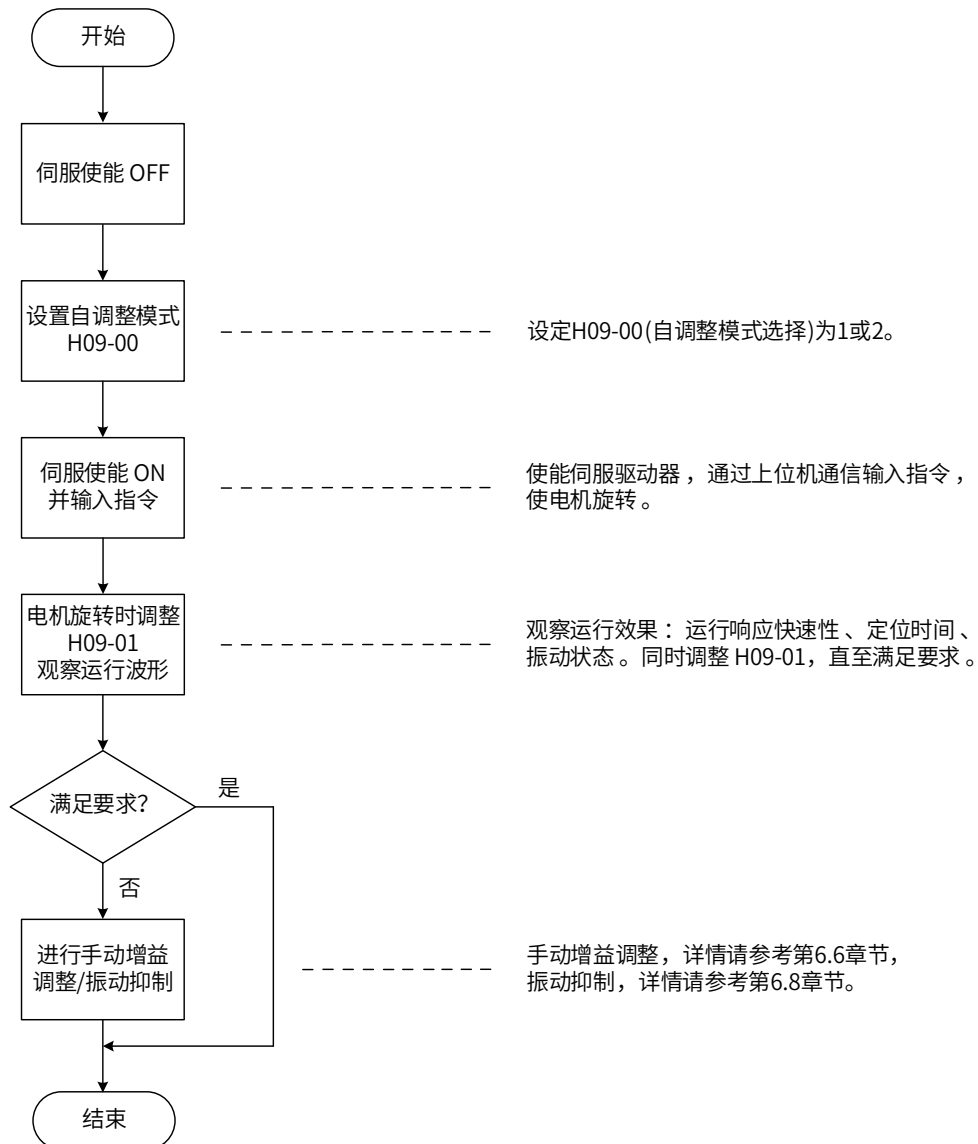 开始
伺服使能 OFF
设置自调整模式
H09-00
设定H09-00(自调整模式选择)为1或2。
伺服使能 ON
并输入指令
使能伺服驱动器，通过上位机通信输入指令，
使电机旋转。
电机旋转时调整
H09-01
观察运行波形
观察运行效果：运行响应快速性、定位时间、
振动状态。同时调整 H09-01，直至满足要求。
满足要求？
是
否
进行手动增益
调整/振动抑制
手动增益调整，详情请参考第6.6章节，
振动抑制，详情请参考第6.8章节。
结束